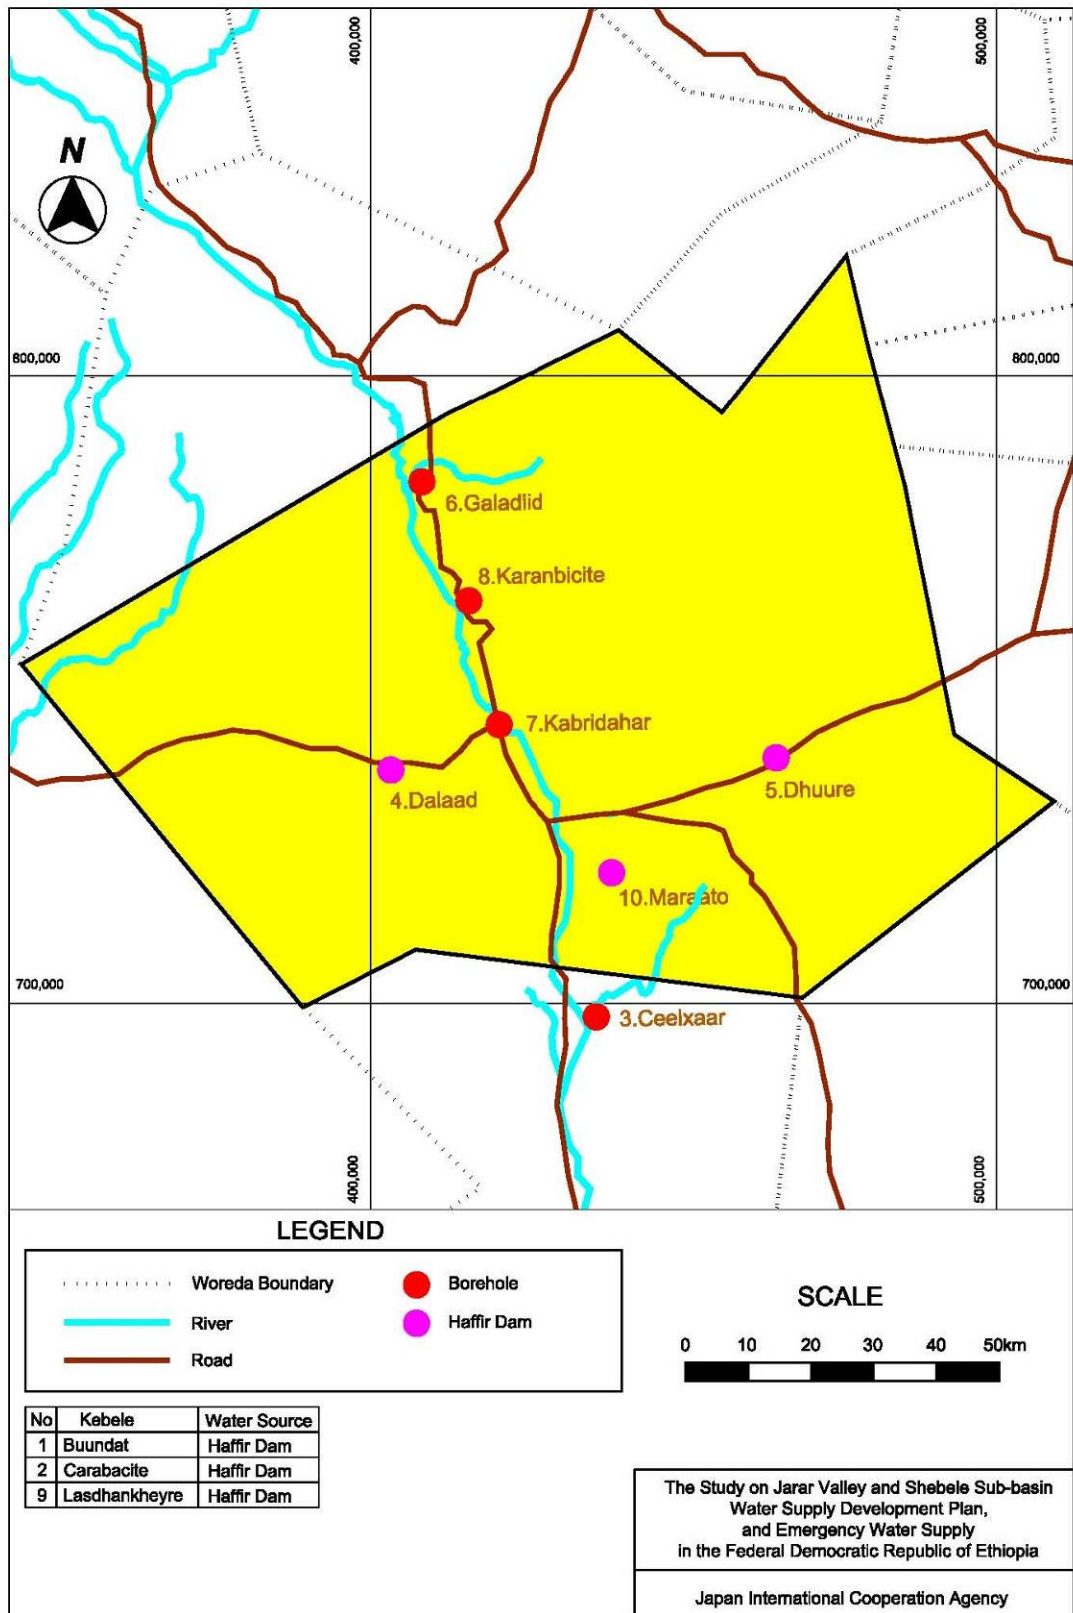 400,000
500,000
N
800,000
800,000
6.Galadiid
8.Karanbicite
7.Kabridahar
4.Dalaad
5.Dhuure
10.Maraato
700,000
700,000
3.Ceelxaar
400,000
500,000
LEGEND
Woreda Boundary
Borehole
River
Haffir Dam
Road
SCALE
0 10 20 30 40 50km
No Kebele Water Source
1 Buundat Haffir Dam
2 Carabacite Haffir Dam
9 Lasdhankheyre Haffir Dam
The Study on Jarar Valley and Shebele Sub-basin
Water Supply Development Plan,
and Emergency Water Supply
in the Federal Democratic Republic of Ethiopia
Japan International Cooperation Agency